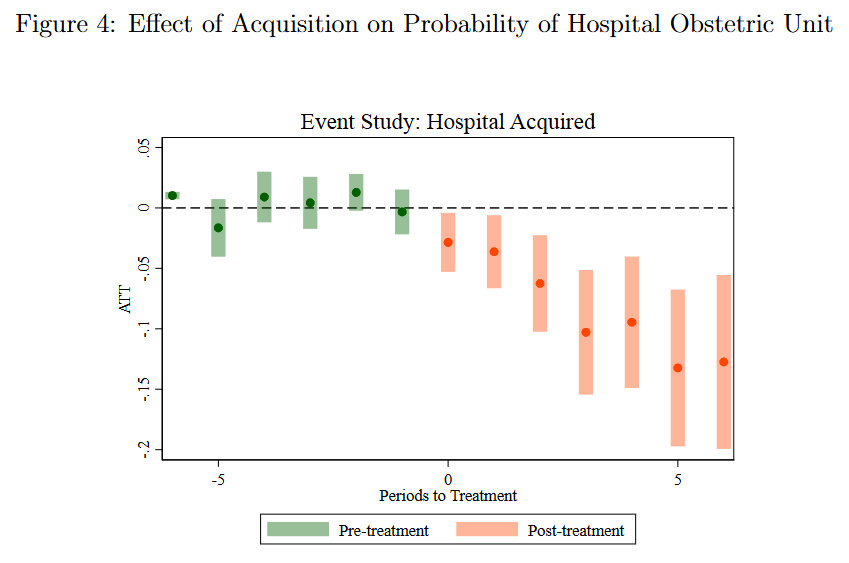 Figure 4: Effect of Acquisition on Probability of Hospital Obstetric Unit
Event Study: Hospital Acquired
.05
0
-.05
-.1
-.15
-.2
ATT
-5 0 5
Periods to Treatment
Pre-treatment Post-treatment